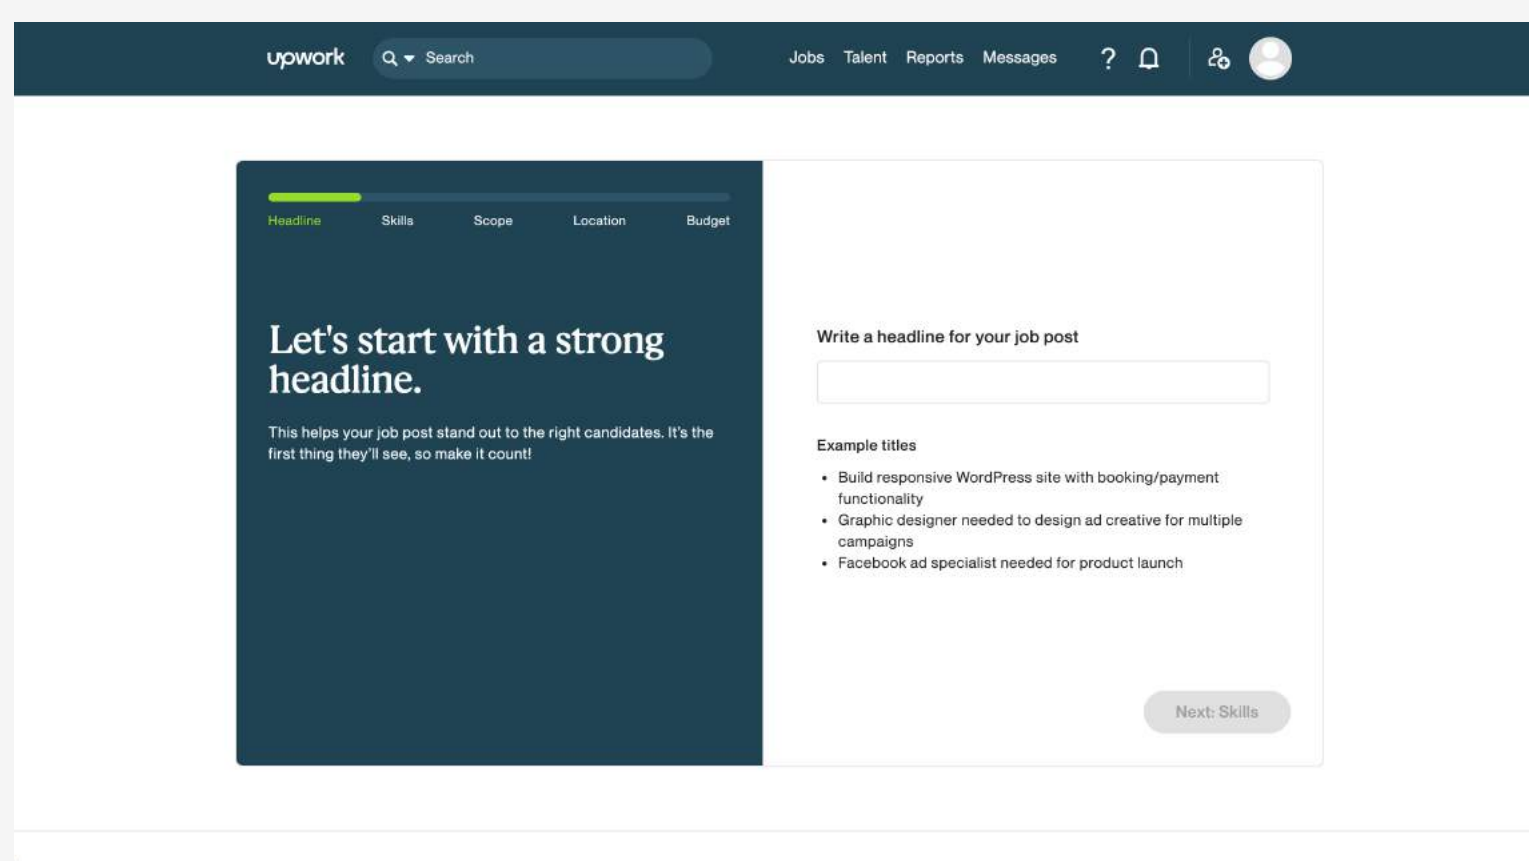 upwork
Search
Jobs Talent Reports Messages
?
Headline Skills Scope Location Budget
Let's start with a strong
headline.
This helps your job post stand out to the right candidates. It's the
first thing they'll see, so make it count!
Write a headline for your job post
Example titles
• Build responsive WordPress site with booking/payment
functionality
• Graphic designer needed to design ad creative for multiple
campaigns
• Facebook ad specialist needed for product launch
Next: Skills